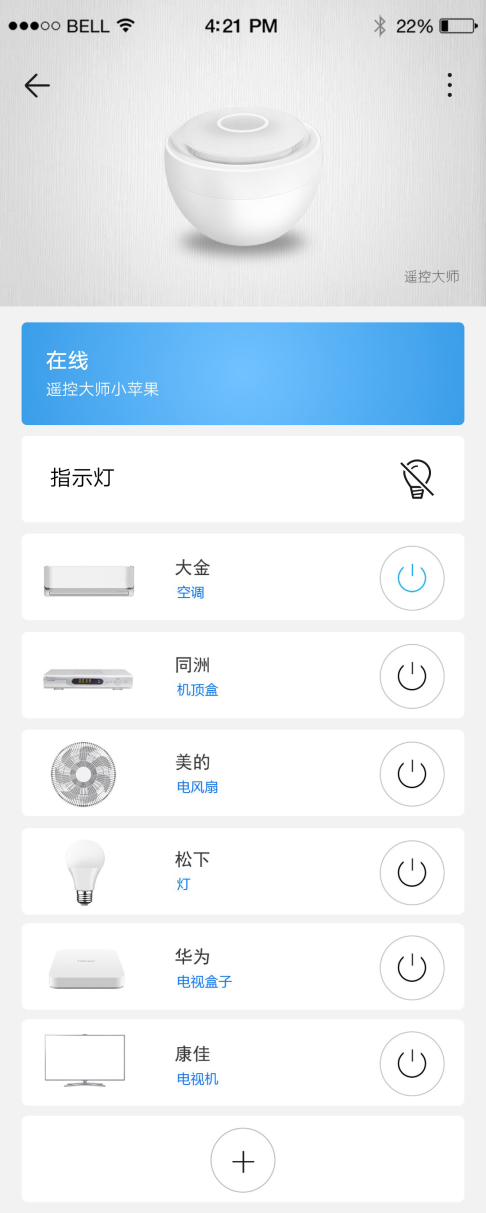 BELL 4:21 PM 22%
遥控大师
在线
遥控大师小苹果
指示灯
大金
空调
同洲
机顶盒
美的
电风扇
松下
灯
华为
电视盒子
康佳
电视机